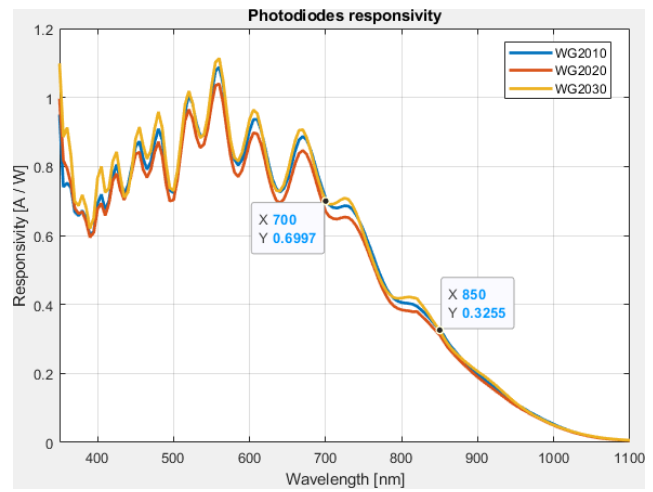 Photodiodes responsivity
1.2
1
0.8
0.6
0.4
0.2
0
Responsivity [A / W]
WG2010
WG2020
WG2030
X 700
Y 0.6997
X 850
Y 0.3255
400
500
600
700
800
900
1000
1100
Wavelength [nm]